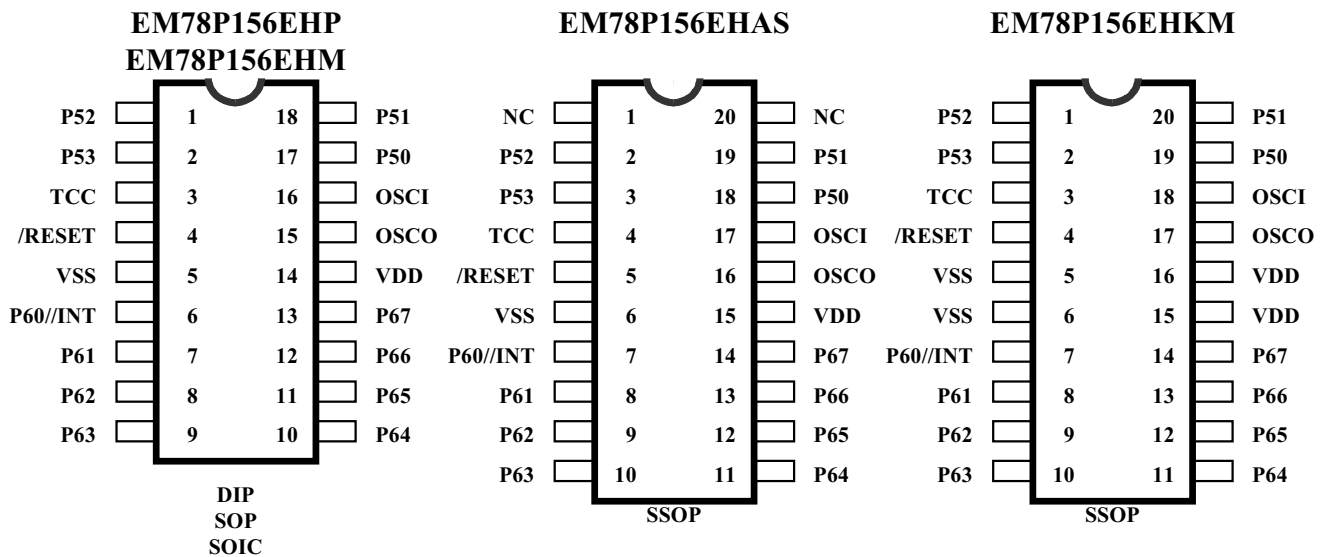 EM78P156EHP
EM78P156EHM
P52 1 18 P51
P53 2 17 P50
TCC 3 16 OSCI
/RESET 4 15 OSCO
VSS 5 14 VDD
P60//INT 6 13 P67
P61 7 12 P66
P62 8 11 P65
P63 9 10 P64
DIP
SOP
SOIC
EM78P156EHAS
NC 1 20 NC
P52 2 19 P51
P53 3 18 P50
TCC 4 17 OSCI
/RESET 5 16 OSCO
VSS 6 15 VDD
P60//INT 7 14 P67
P61 8 13 P66
P62 9 12 P65
P63 10 11 P64
SSOP
EM78P156EHKM
P52 1 20 P51
P53 2 19 P50
TCC 3 18 OSCI
/RESET 4 17 OSCO
VSS 5 16 VDD
VSS 6 15 VDD
P60//INT 7 14 P67
P61 8 13 P66
P62 9 12 P65
P63 10 11 P64
SSOP